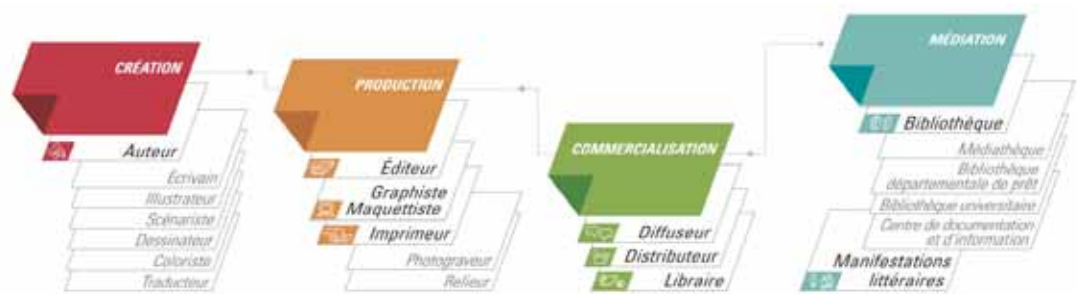 CRÉATION
Auteur
Écrivain
Illustrateur
Scénariste
Dessinateur
Coloriste
Traducteur
PRODUCTION
Éditeur
Graphiste
Maquettiste
Imprimeur
Photograveur
Relieur
COMMERCIALISATION
Diffuseur
Distributeur
Libraire
MÉDIATION
Bibliothèque
Médiathèque
Bibliothèque
départementale de prêt
Bibliothèque universitaire
Centre de documentation
et d'information
Manifestations
littéraires